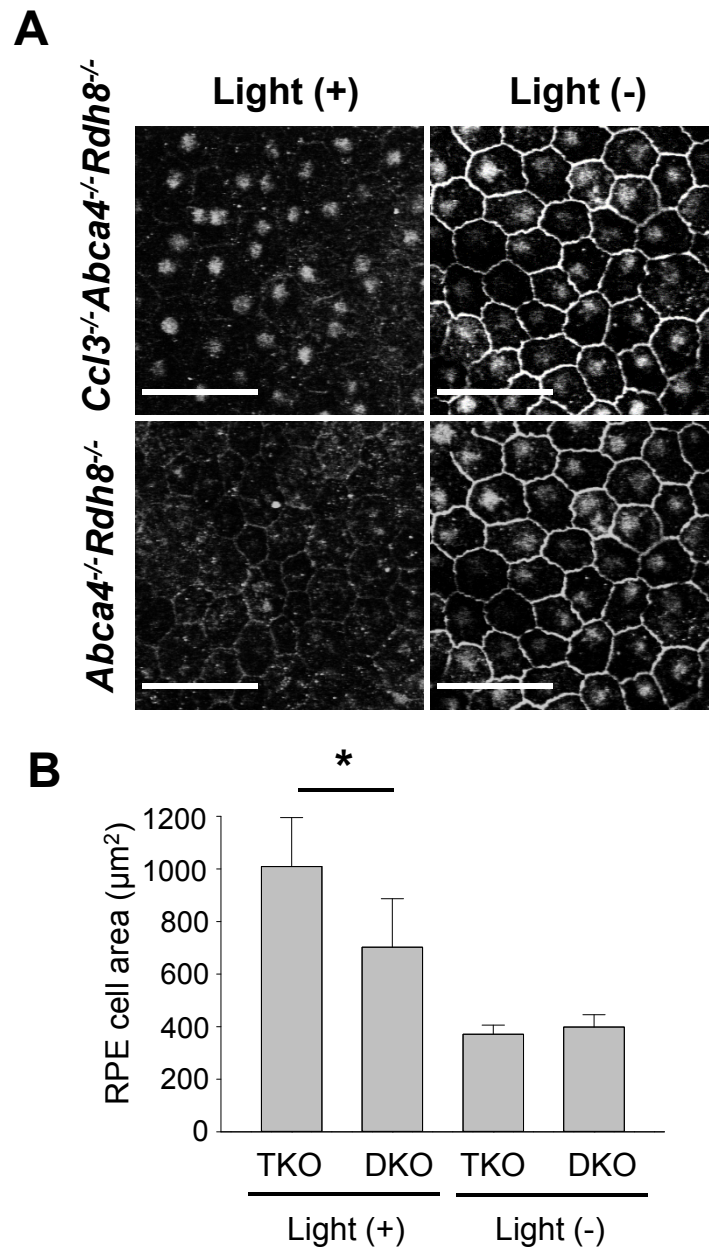 A
Light (+)
Light (-)
Ccl3-/-Abca4-/-Rdh8-/-
Abca4-/-Rdh8-/-
B
*
RPE cell area (µm²)
1200
1000
800
600
400
200
0
TKO
DKO
TKO
DKO
Light (+)
Light (-)